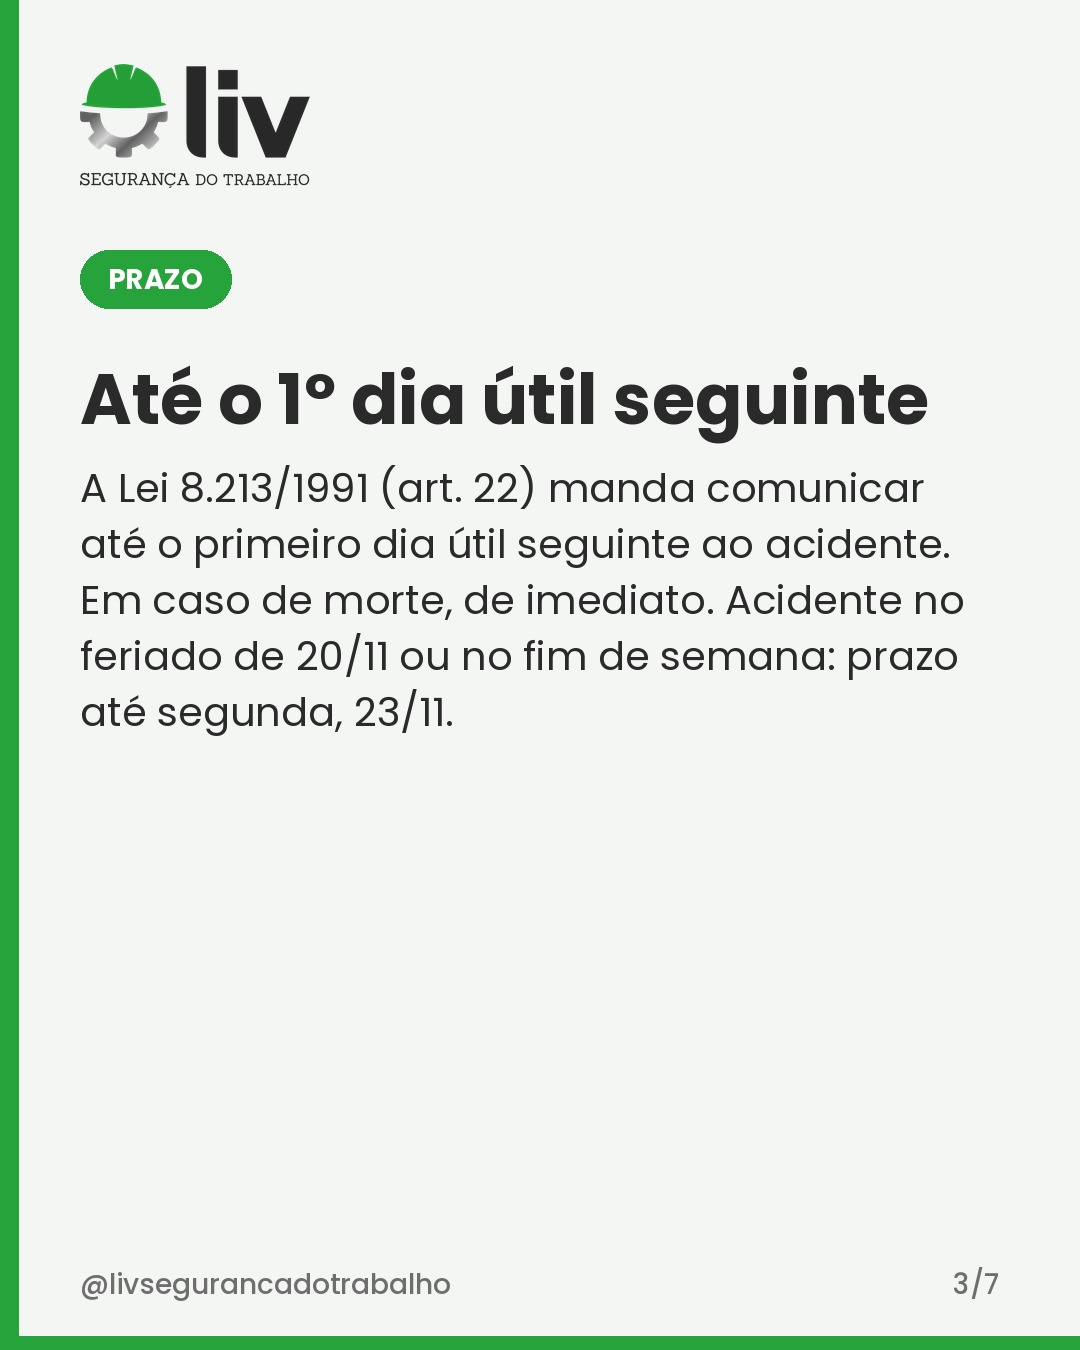 liv
SEGURANÇA DO TRABALHO
PRAZO
Até o 1º dia útil seguinte
A Lei 8.213/1991 (art. 22) manda comunicar
até o primeiro dia útil seguinte ao acidente.
Em caso de morte, de imediato. Acidente no
feriado de 20/11 ou no fim de semana: prazo
até segunda, 23/11.
@livsegurancadotrabalho
3/7